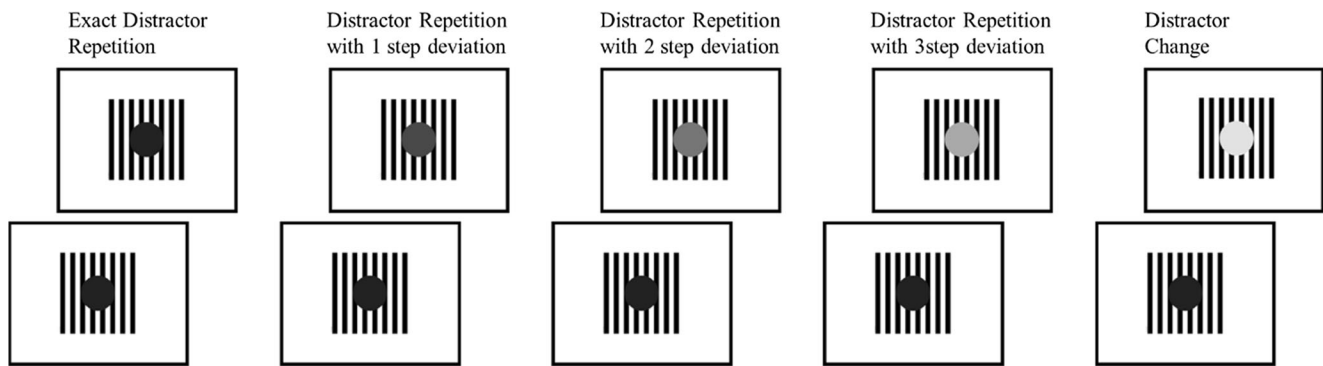 Exact Distractor
Repetition
Distractor Repetition
with 1 step deviation
Distractor Repetition
with 2 step deviation
Distractor Repetition
with 3step deviation
Distractor
Change